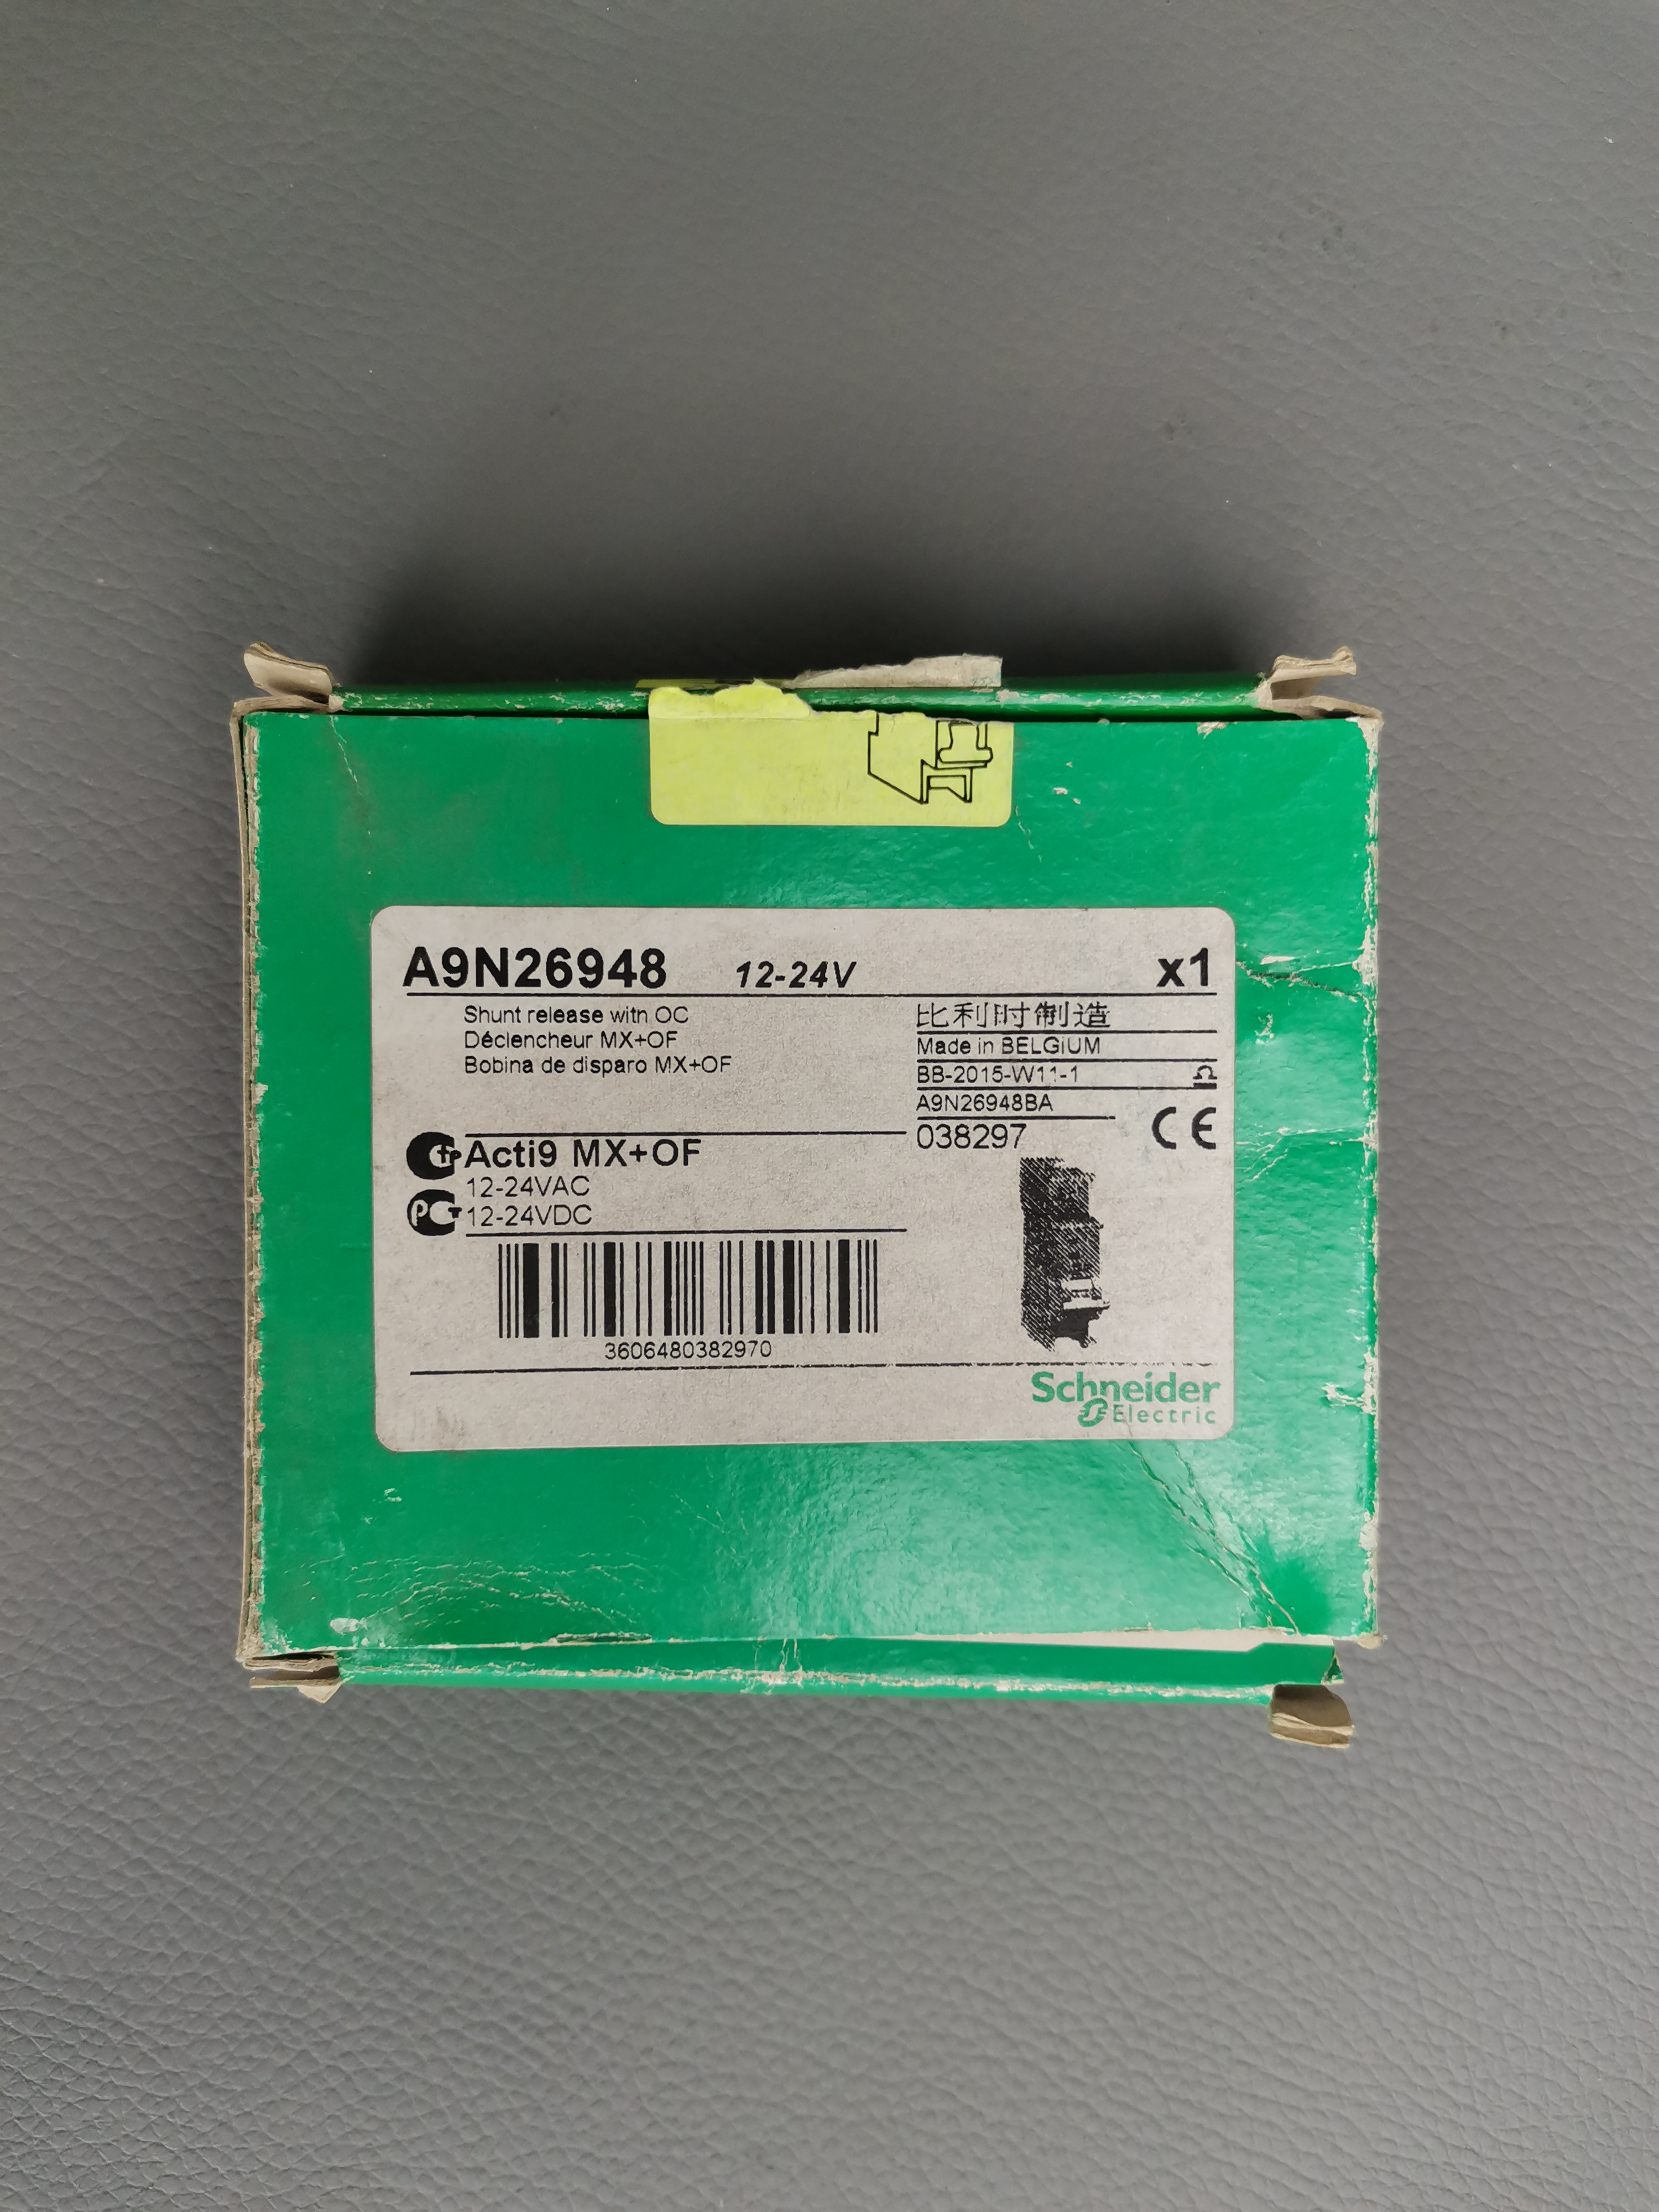 A9N26948 12-24V x1
Shunt release with OC
Déclencheur MX+OF
Bobina de disparo MX+OF
比利时制造
Made in BELGIUM
BB-2015-W11-1
A9N26948BA
038297
CE
Acti9 MX+OF
12-24VAC
12-24VDC
3606480382970
Schneider
Electric